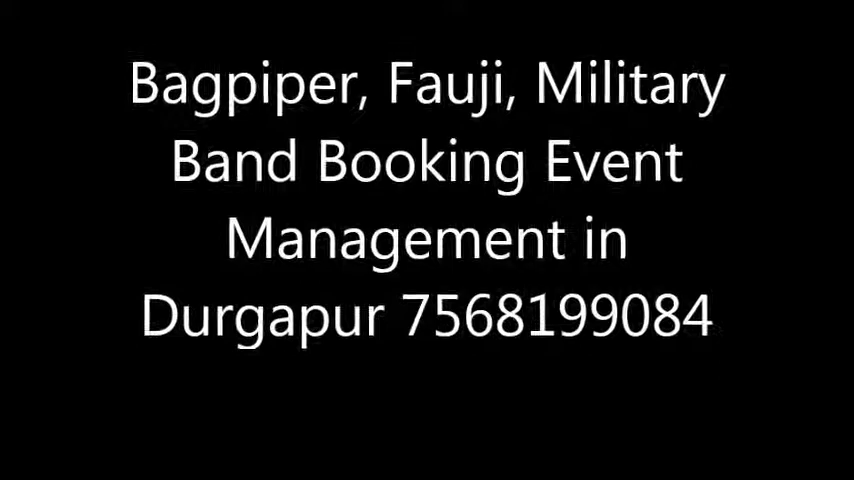 Bagpiper, Fauji, Military
Band Booking Event
Management in
Durgapur 7568199084